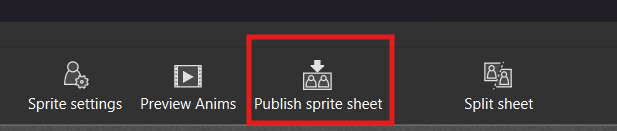 Sprite settings
Preview Anims
Publish sprite sheet
Split sheet